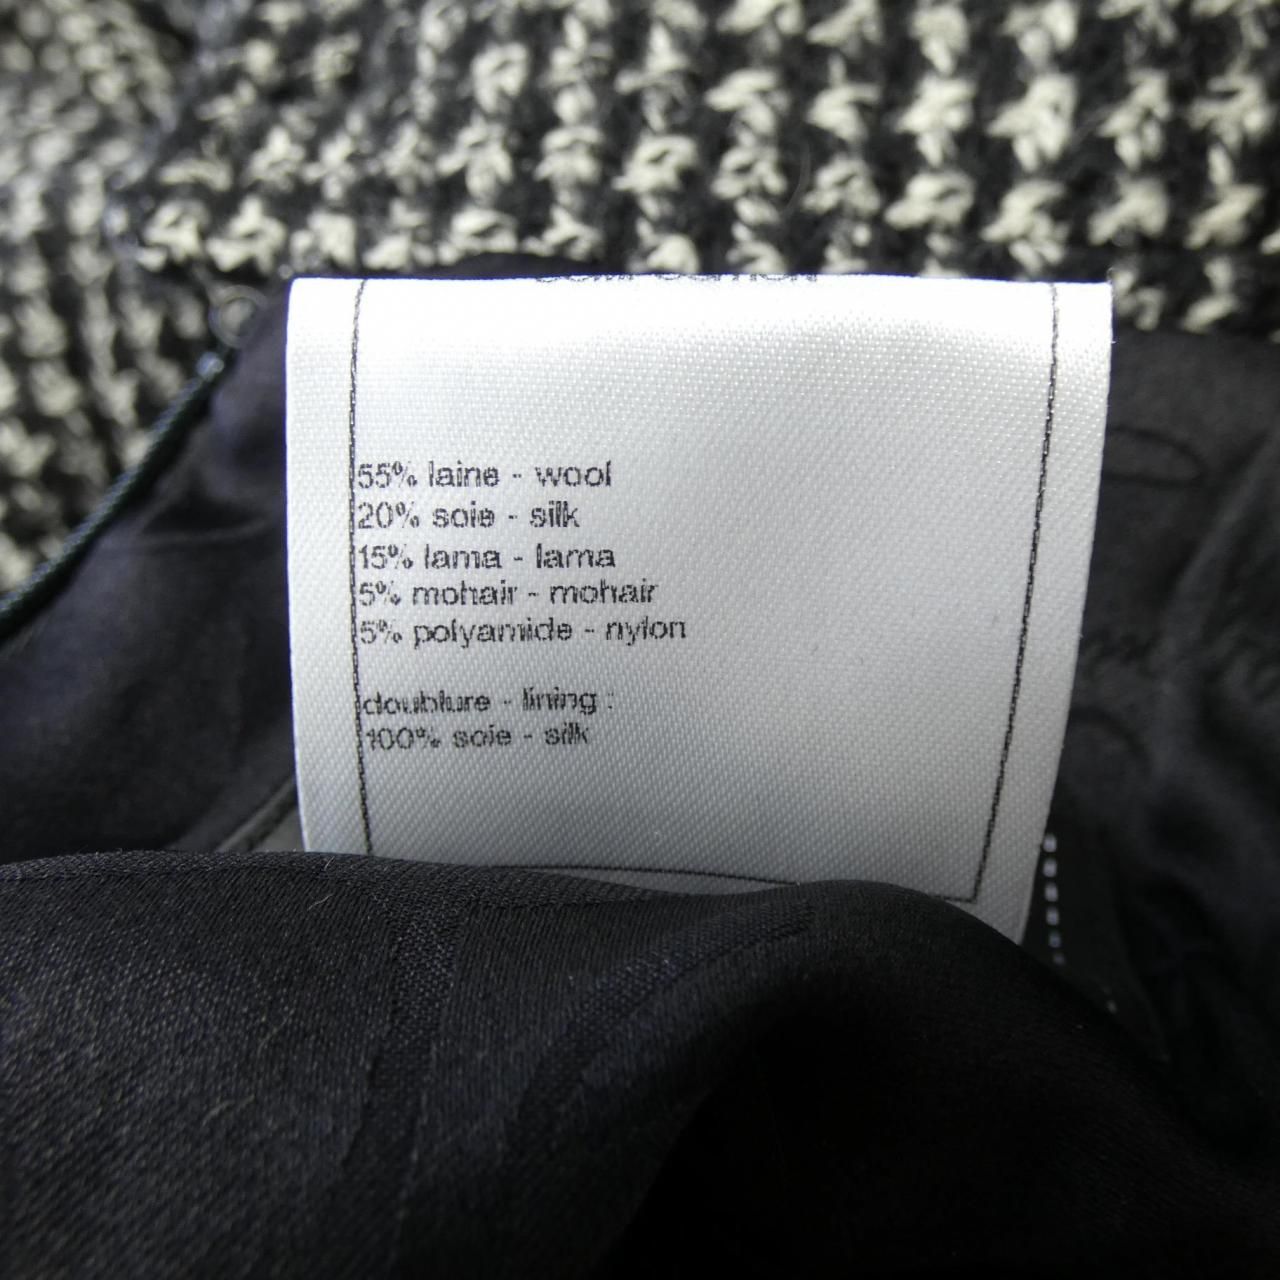 55% laine - wool
20% soie - silk
15% lama - lama
5% mohair - mohair
5% polyamide - nylon
doublure - lining :
100% soie - silk